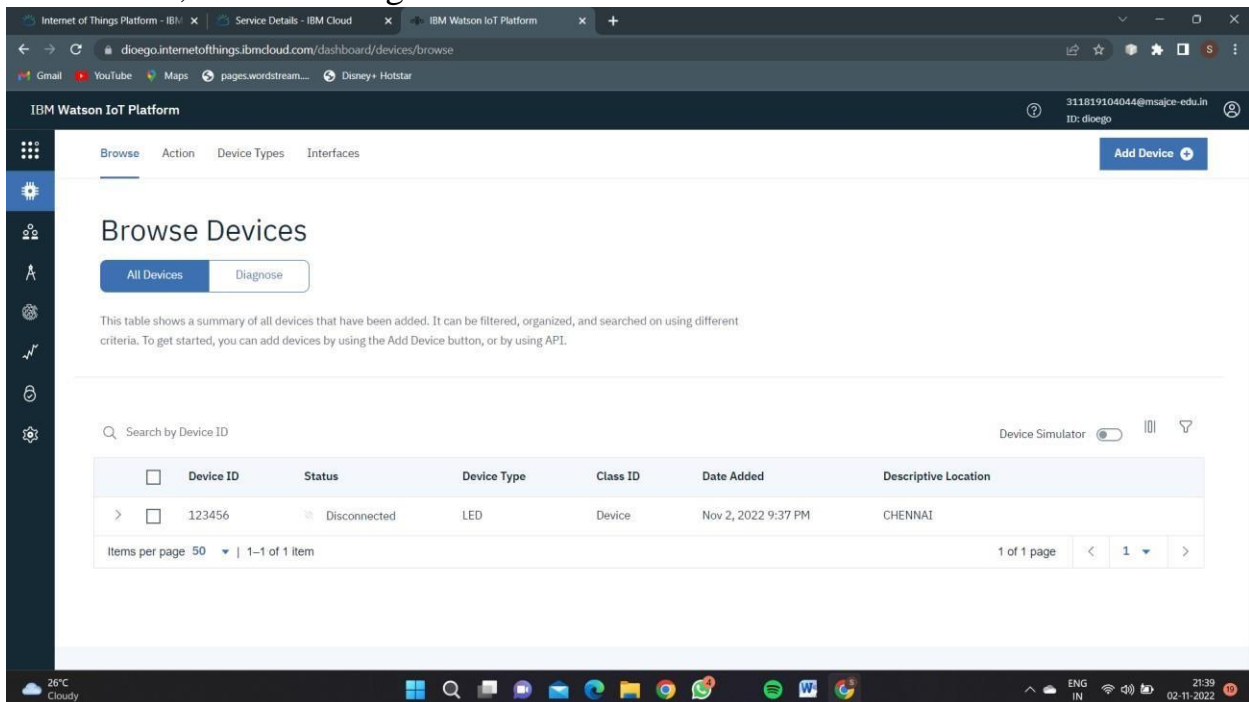 Internet of Things Platform - IBM
Service Details - IBM Cloud
IBM Watson IoT Platform
dioego.internetofthings.ibmcloud.com/dashboard/devices/browse
Gmail YouTube Maps pages.wordstream.... Disney+ Hotstar
S
IBM Watson IoT Platform
311819104044@msajce-edu.in
ID: dioego
Browse Action Device Types Interfaces
Add Device
Browse Devices
All Devices Diagnose
This table shows a summary of all devices that have been added. It can be filtered, organized, and searched on using different
criteria. To get started, you can add devices by using the Add Device button, or by using API.
Search by Device ID
Device Simulator
Device ID Status Device Type Class ID Date Added Descriptive Location
123456 Disconnected LED Device Nov 2, 2022 9:37 PM CHENNAI
Items per page 50 | 1–1 of 1 item
1 of 1 page 1
26°C
Cloudy
4
W
ENG
IN
21:39
02-11-2022
19